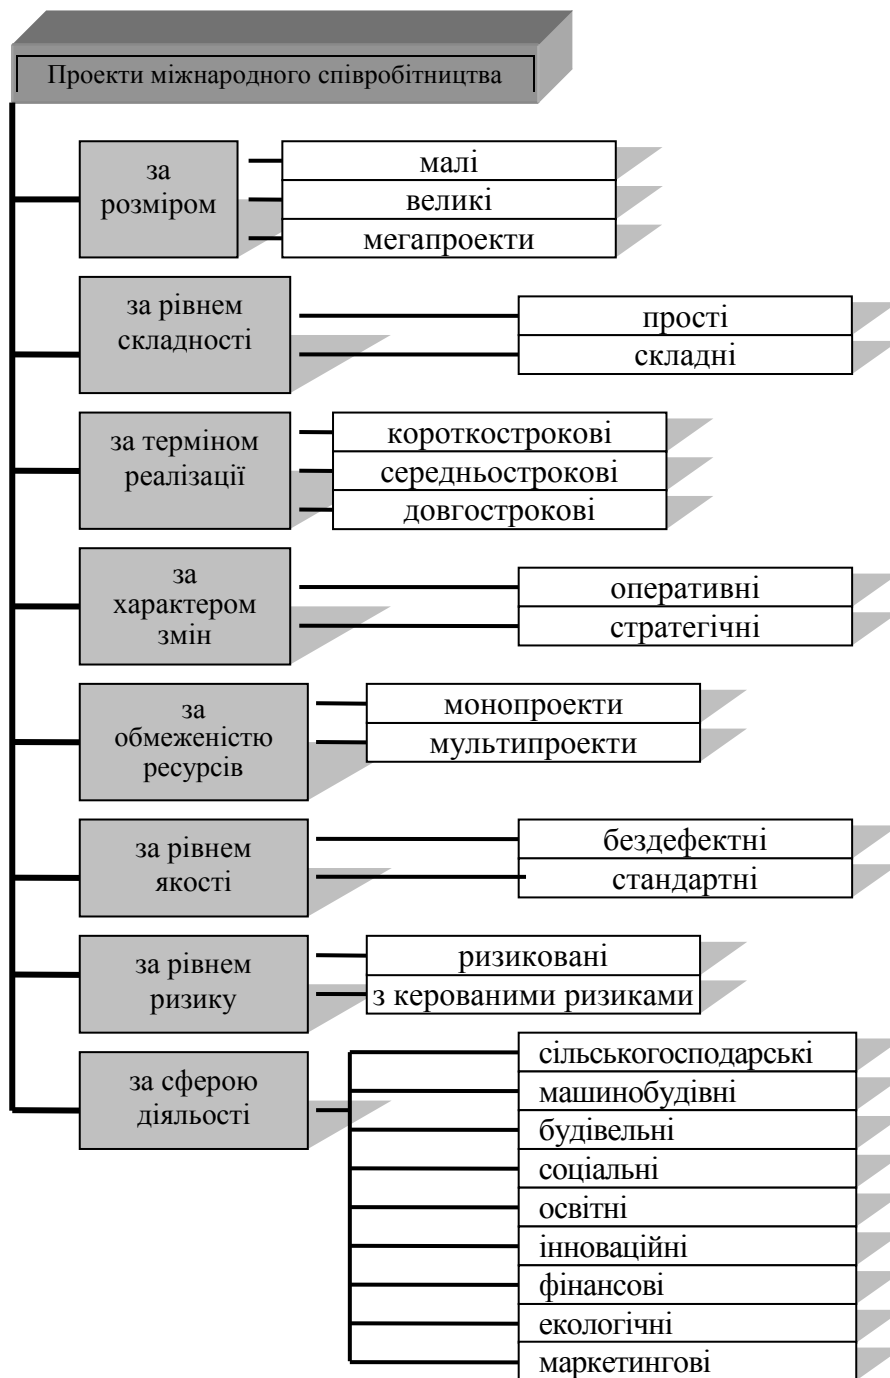 Проекти міжнародного співробітництва
за
розміром
малі
великі
мегапроекти
за рівнем
складності
прості
складні
за терміном
реалізації
короткострокові
середньострокові
довгострокові
за
характером
змін
оперативні
стратегічні
за
обмеженістю
ресурсів
монопроекти
мультипроекти
за рівнем
якості
бездефектні
стандартні
за рівнем
ризику
ризиковані
з керованими ризиками
за сферою
діяльості
сільськогосподарські
машинобудівні
будівельні
соціальні
освітні
інноваційні
фінансові
екологічні
маркетингові